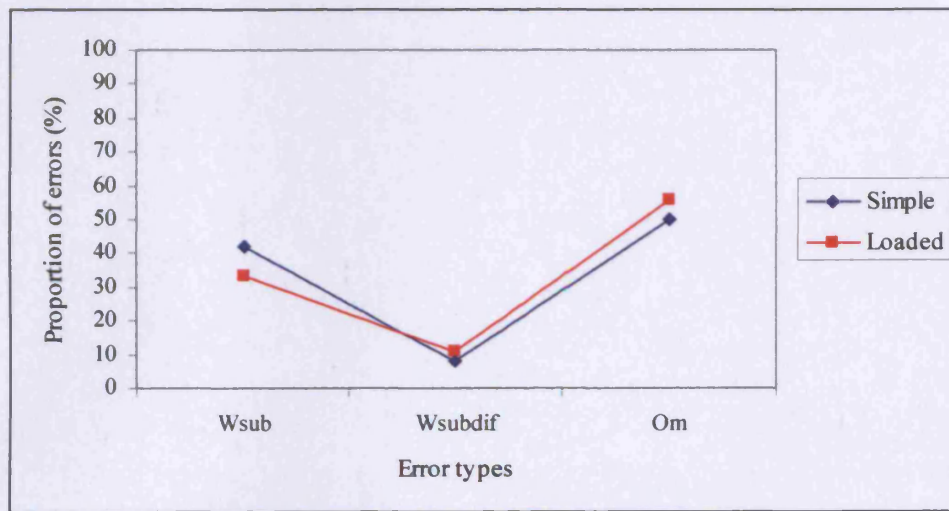 100
90
80
70
60
50
40
30
20
10
0
Proportion of errors (%)
Wsub
Wsubdif
Om
Error types
Simple
Loaded